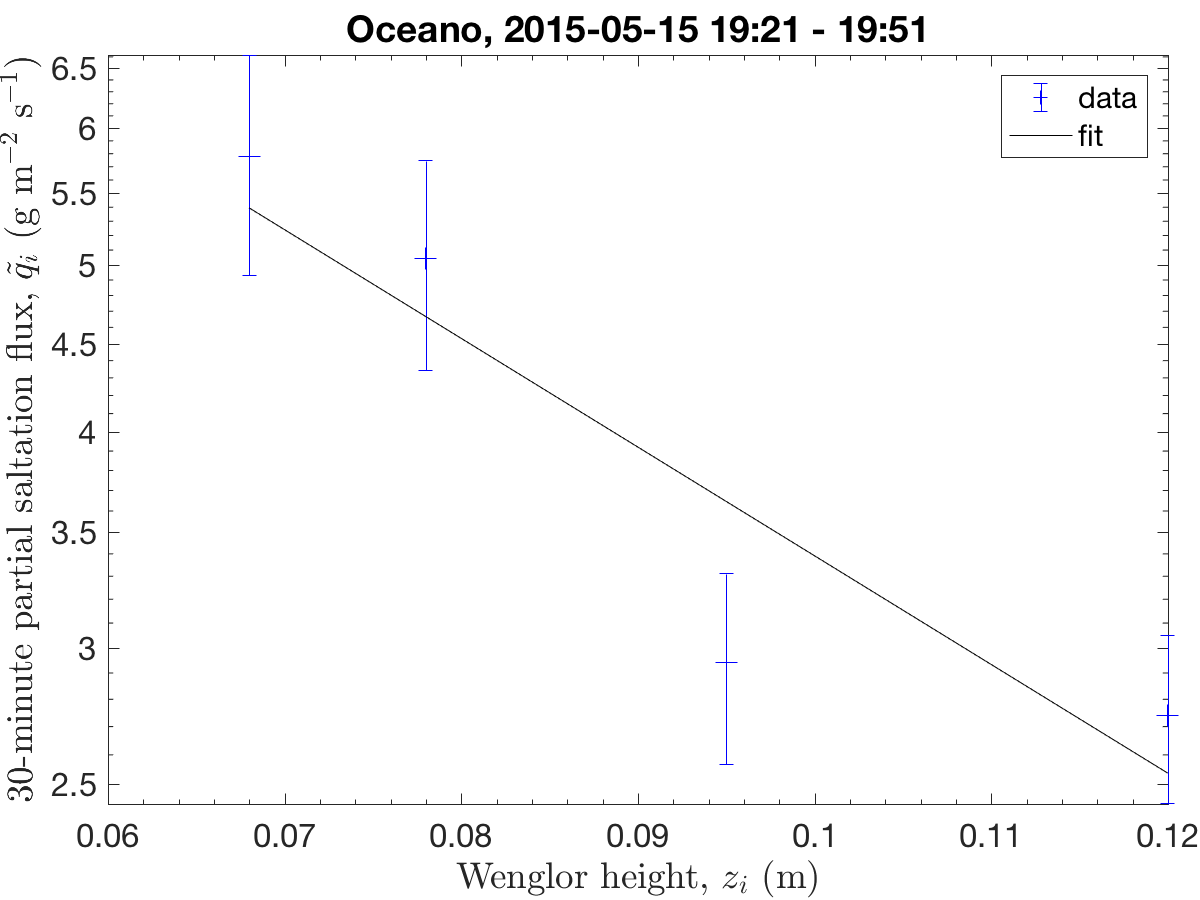 Oceano, 2015-05-15 19:21 - 19:51
30-minute partial saltation flux, q̃ᵢ (g m⁻² s⁻¹)
6.5
6
5.5
5
4.5
4
3.5
3
2.5
data
fit
0.06 0.07 0.08 0.09 0.1 0.11 0.12
Wenglor height, zᵢ (m)